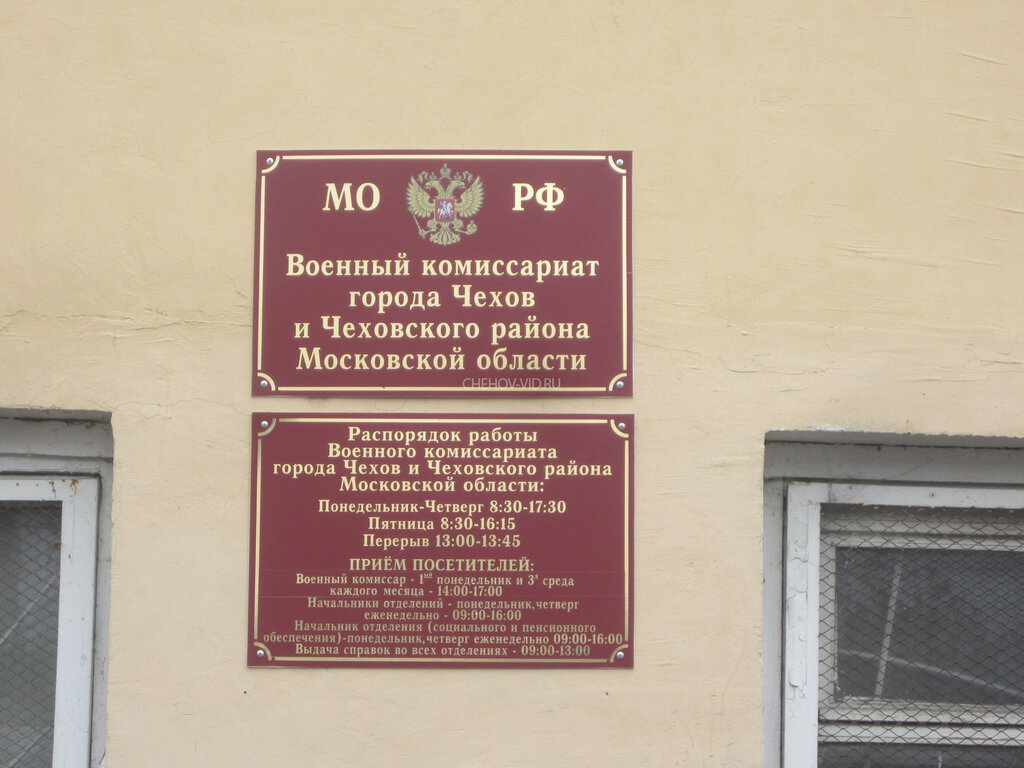 МО РФ
Военный комиссариат
города Чехов
и Чеховского района
Московской области
CHEHOV-VID.RU
Распорядок работы
Военного комиссариата
города Чехов и Чеховского района
Московской области:
Понедельник-Четверг 8:30-17:30
Пятница 8:30-16:15
Перерыв 13:00-13:45
ПРИЁМ ПОСЕТИТЕЛЕЙ:
Военный комиссар - 1ый понедельник и 3я среда
каждого месяца - 14:00-17:00
Начальники отделений - понедельник,четверг
еженедельно - 09:00-16:00
Начальник отделения (социального и пенсионного
обеспечения)-понедельник,четверг еженедельно 09:00-16:00
Выдача справок во всех отделениях - 09:00-13:00